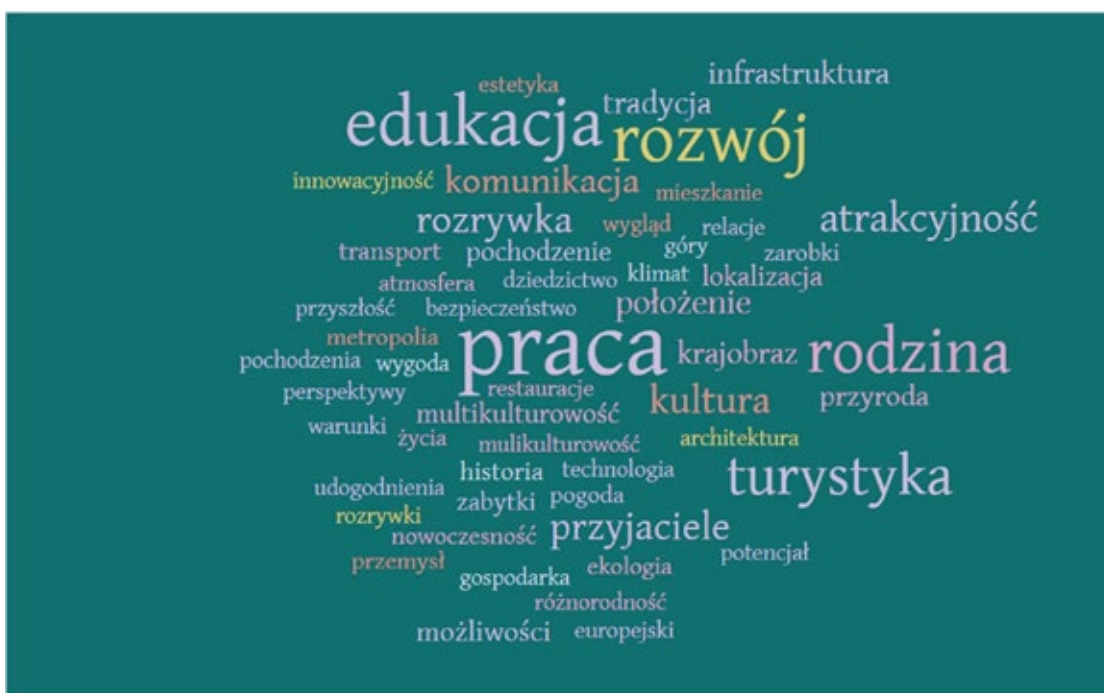 infrastruktura
estetyka
tradycja
edukacja rozwój
innowacyjność komunikacja mieszkanie
rozrywka wygląd relacje atrakcyjność
transport pochodzenie góry zarobki
atmosfera dziedzictwo klimat lokalizacja
przyszłość bezpieczeństwo położenie
metropolia praca krajobraz rodzina
pochodzenia wygoda
perspektywy restauracje kultura przyroda
multikulturowość
warunki życia mulikulturowość architektura
historia technologia turystyka
udogodnienia zabytki pogoda
rozrywki
nowoczesność przyjaciele
przemysł potencjał
gospodarka ekologia
różnorodność
możliwości europejski